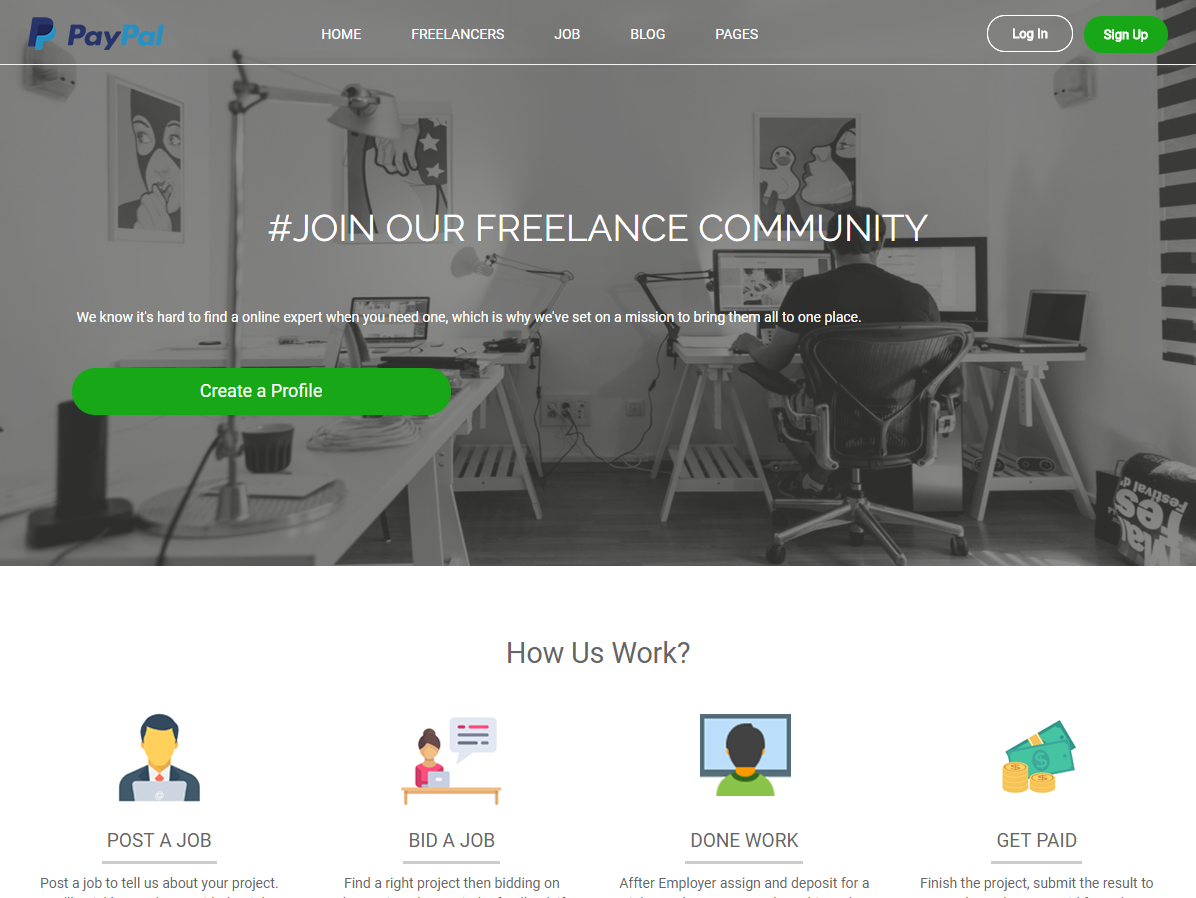 PayPal
HOME FREELANCERS JOB BLOG PAGES
Log In Sign Up
#JOIN OUR FREELANCE COMMUNITY
We know it's hard to find a online expert when you need one, which is why we've set on a mission to bring them all to one place.
Create a Profile
Festival d'
How Us Work?
POST A JOB
BID A JOB
DONE WORK
GET PAID
Post a job to tell us about your project.
Find a right project then bidding on
Affter Employer assign and deposit for a
Finish the project, submit the result to